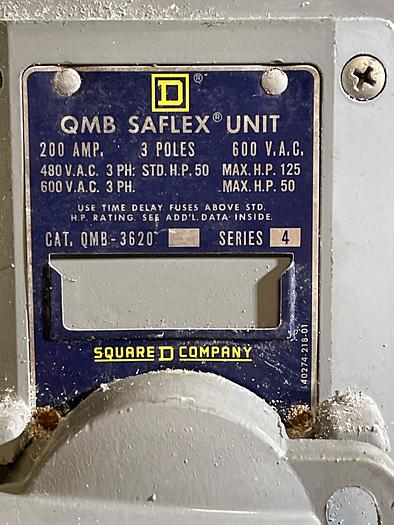 D ®
QMB SAFLEX® UNIT
200 AMP. 3 POLES 600 V.A.C.
480 V.A.C. 3 PH: STD. H.P. 50 MAX. H.P. 125
600 V.A.C. 3 PH. MAX. H.P. 50
USE TIME DELAY FUSES ABOVE STD.
H.P. RATING. SEE ADD'L. DATA INSIDE.
CAT. QMB-3620 SERIES 4
SQUARE D COMPANY
40274-218-01